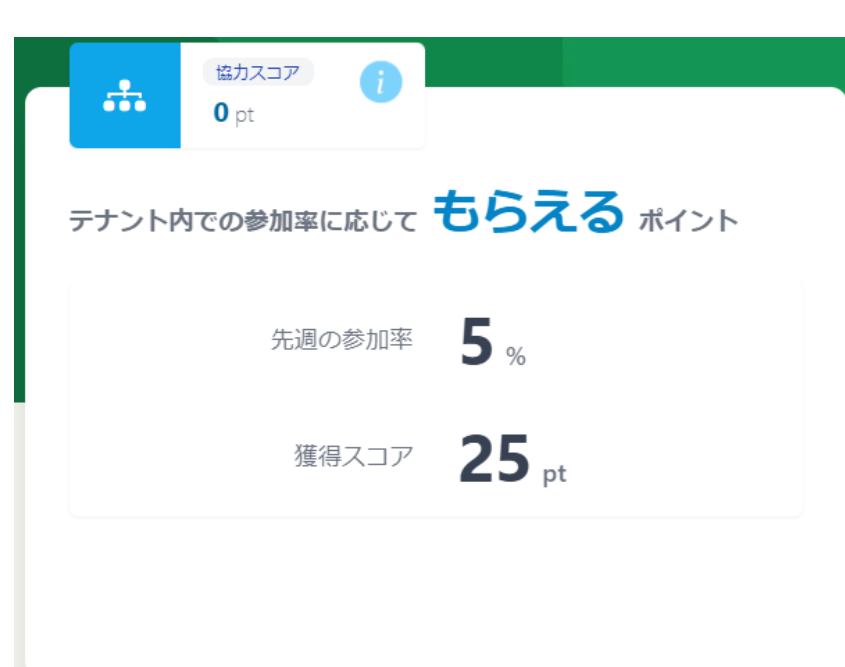 協力スコア
i
0 pt
テナント内での参加率に応じて もらえる ポイント
先週の参加率 5 %
獲得スコア 25 pt